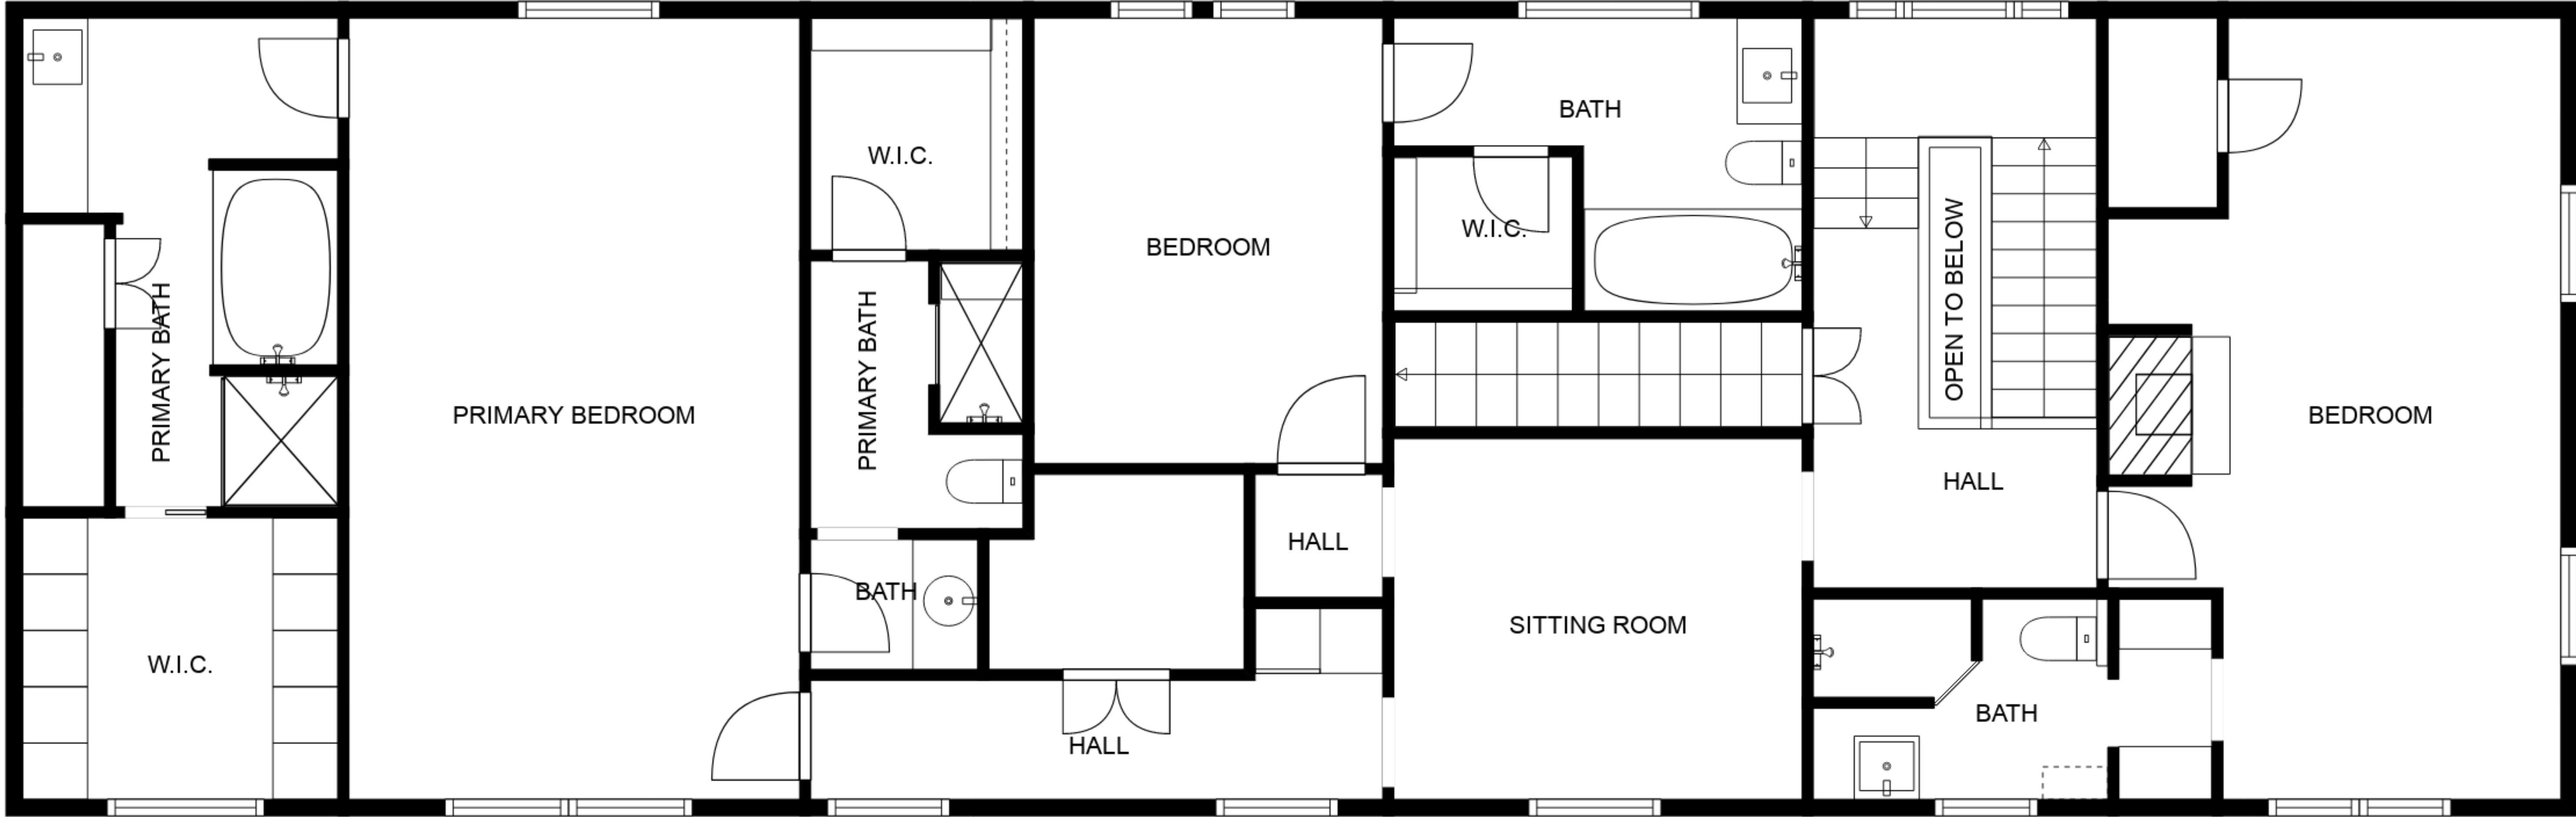 PRIMARY BATH
W.I.C.
PRIMARY BEDROOM
W.I.C.
PRIMARY BATH
BATH
HALL
BEDROOM
HALL
BATH
W.I.C.
SITTING ROOM
OPEN TO BELOW
HALL
BATH
BEDROOM